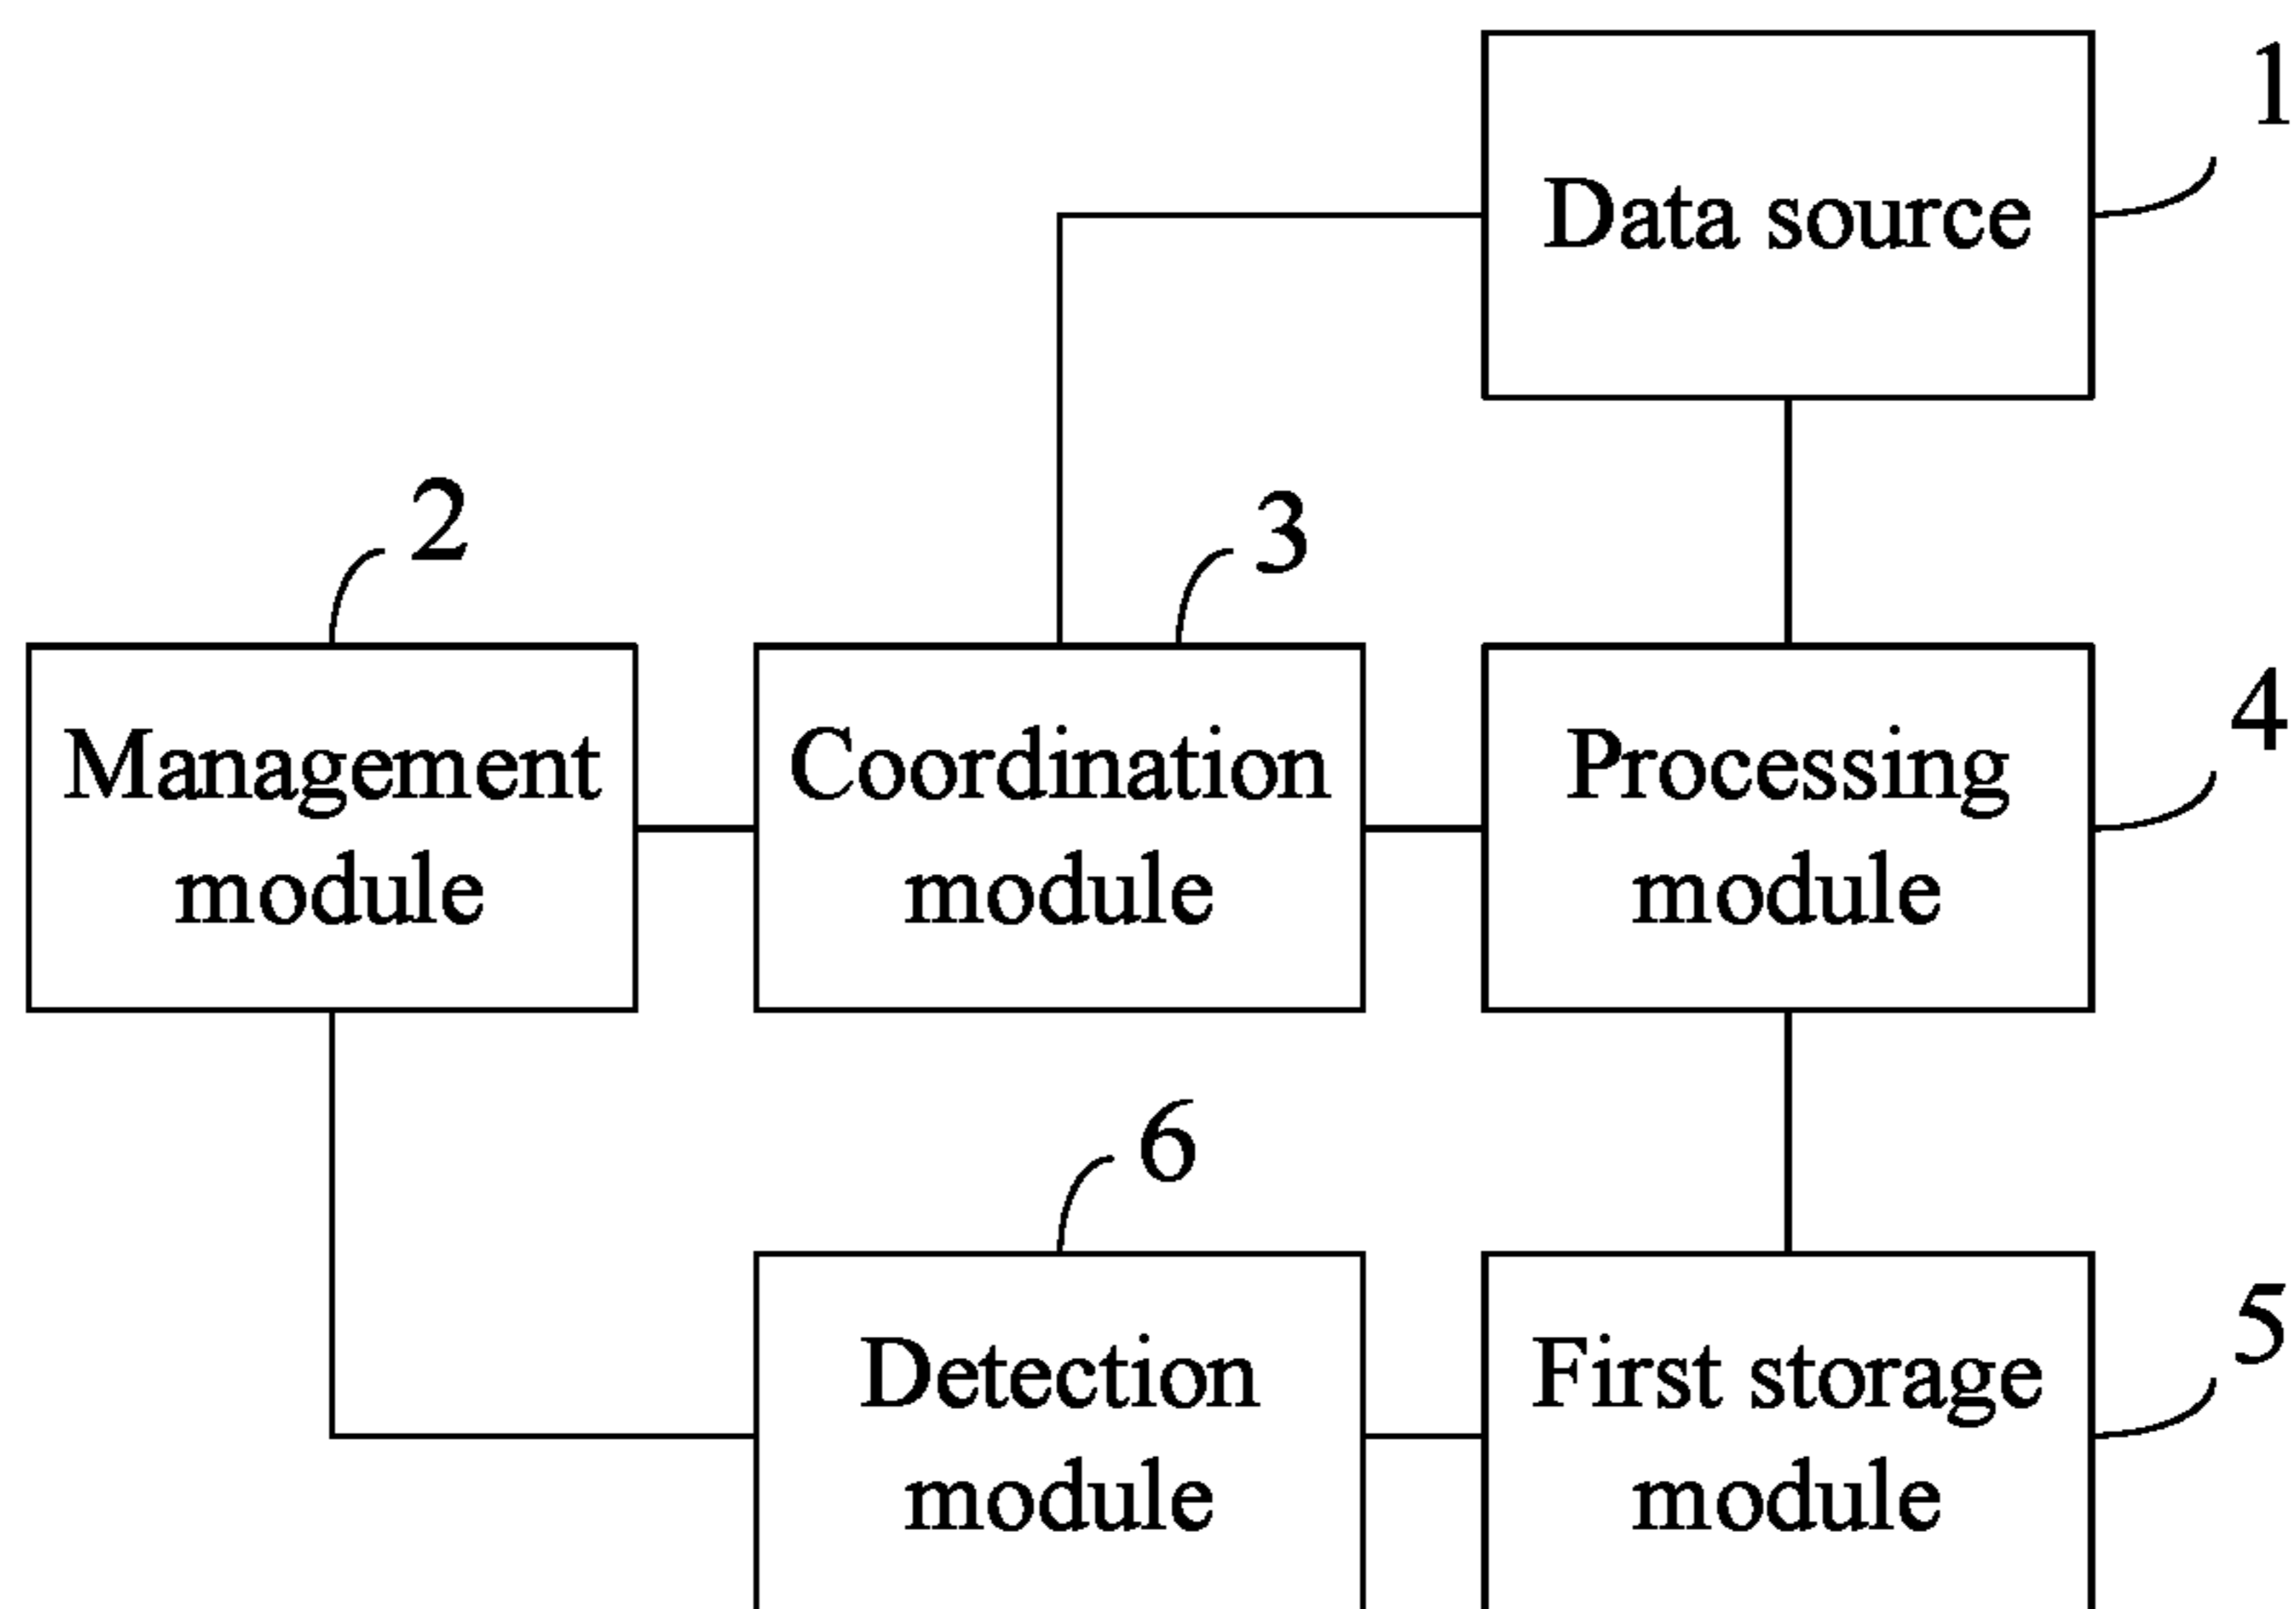 1
Data source
2
3
Management
module
Coordination
module
Processing
module
4
6
Detection
module
First storage
module
5